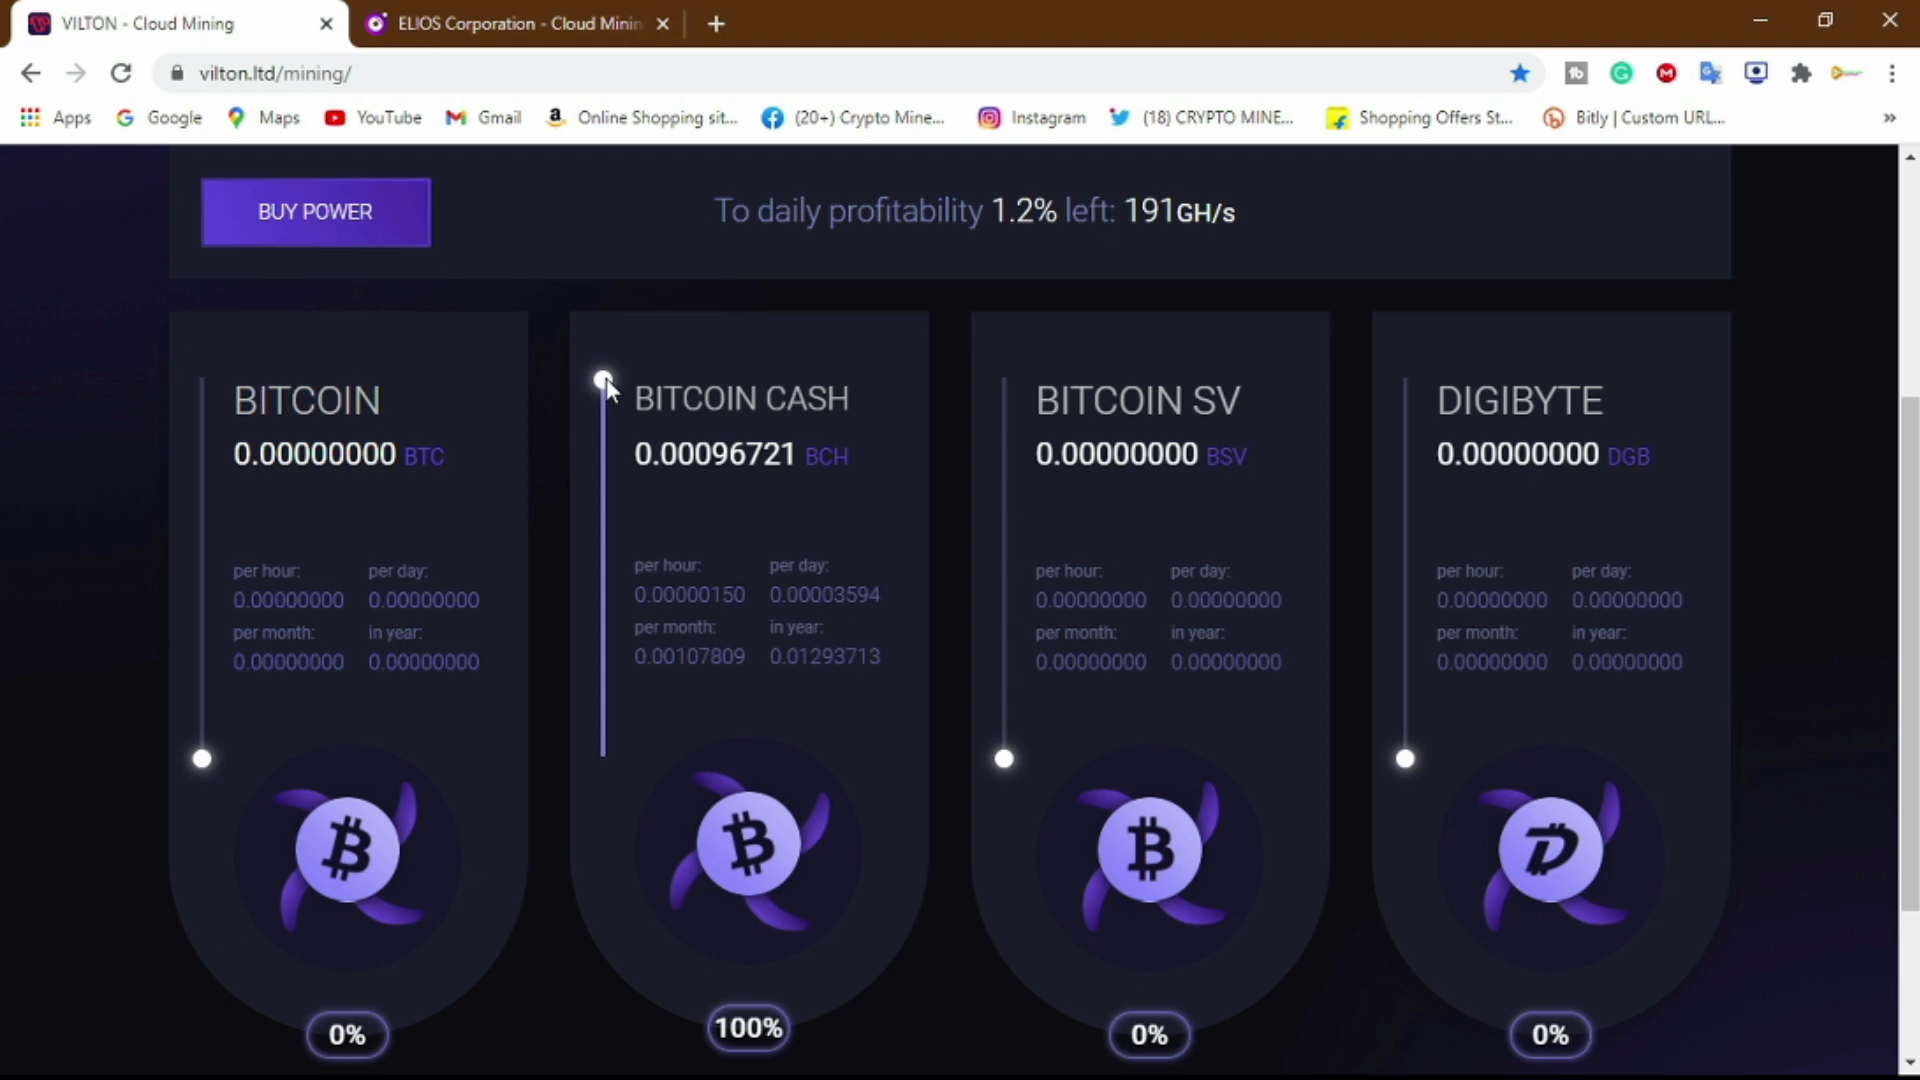 VILTON - Cloud Mining
ELIOS Corporation - Cloud Minin
vilton.ltd/mining/
Apps
Google
Maps
YouTube
Gmail
Online Shopping sit...
(20+) Crypto Mine...
Instagram
(18) CRYPTO MINE...
Shopping Offers St...
Bitly | Custom URL...
BUY POWER
To daily profitability 1.2% left: 191GH/s
BITCOIN
0.00000000 BTC
per hour: per day:
0.00000000 0.00000000
per month: in year:
0.00000000 0.00000000
0%
BITCOIN CASH
0.00096721 BCH
per hour: per day:
0.00000150 0.00003594
per month: in year:
0.00107809 0.01293713
100%
BITCOIN SV
0.00000000 BSV
per hour: per day:
0.00000000 0.00000000
per month: in year:
0.00000000 0.00000000
0%
DIGIBYTE
0.00000000 DGB
per hour: per day:
0.00000000 0.00000000
per month: in year:
0.00000000 0.00000000
0%